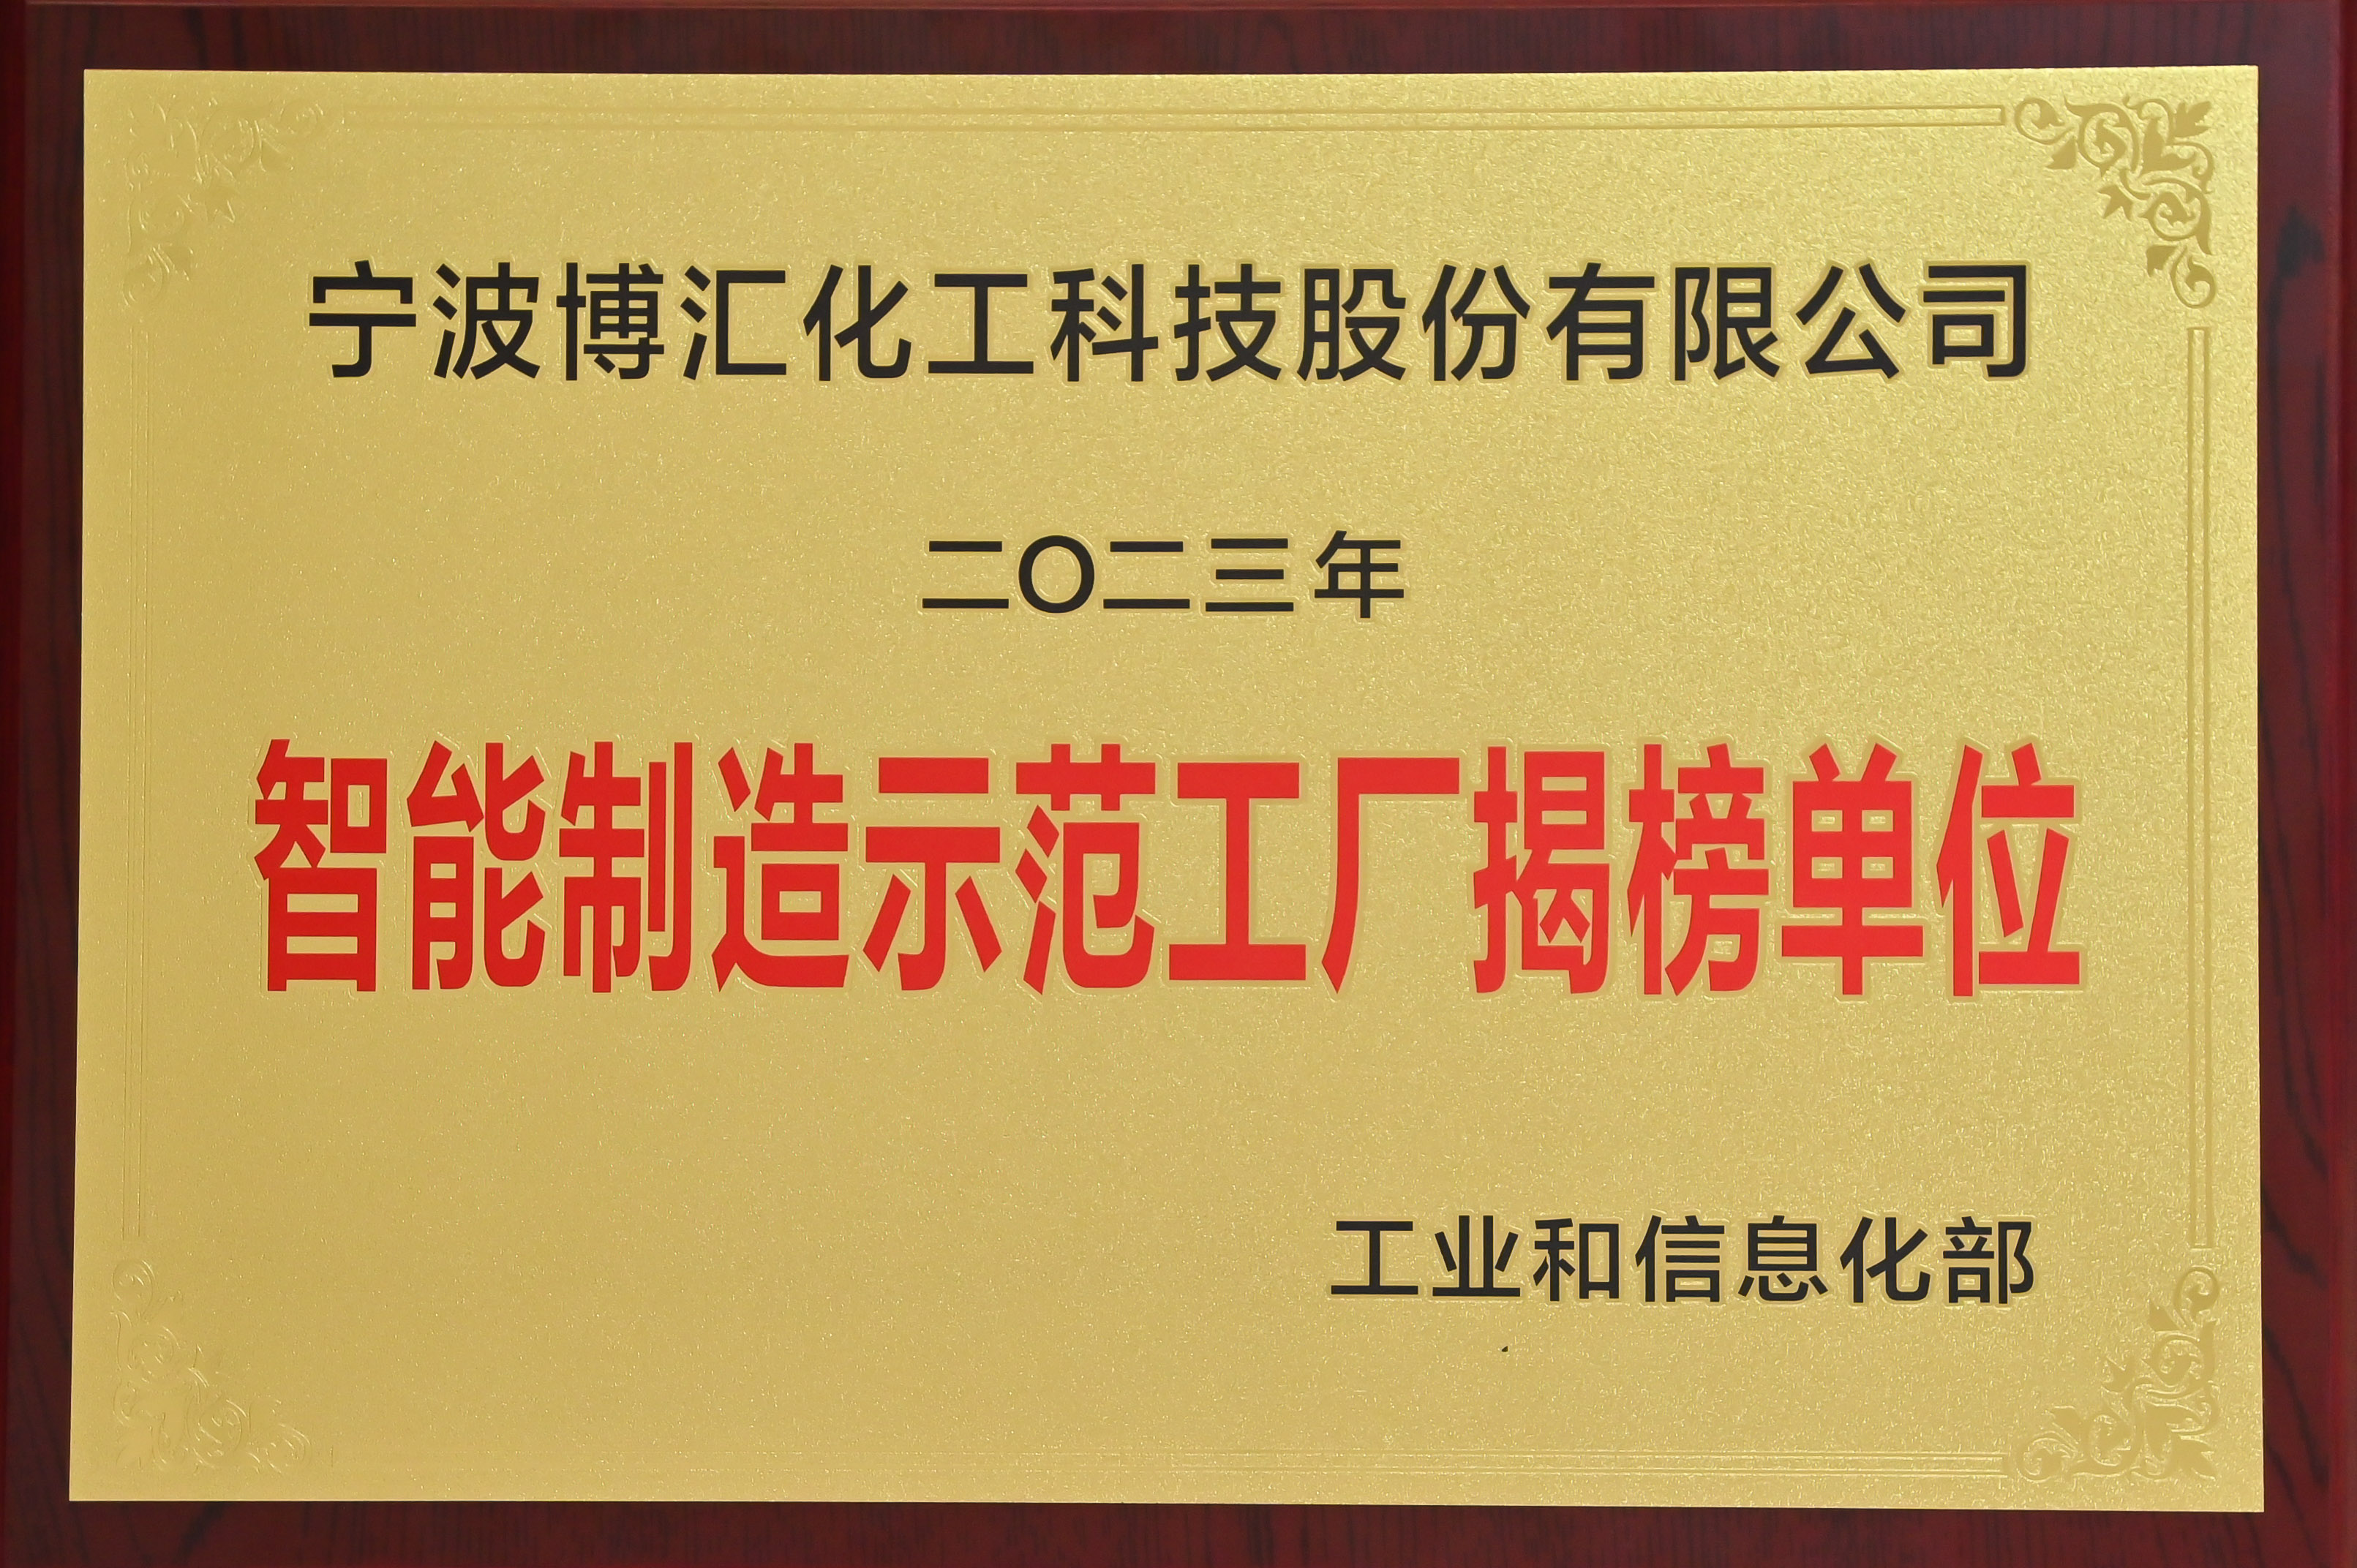 宁波博汇化工科技股份有限公司
二〇二三年
智能制造示范工厂揭榜单位
工业和信息化部